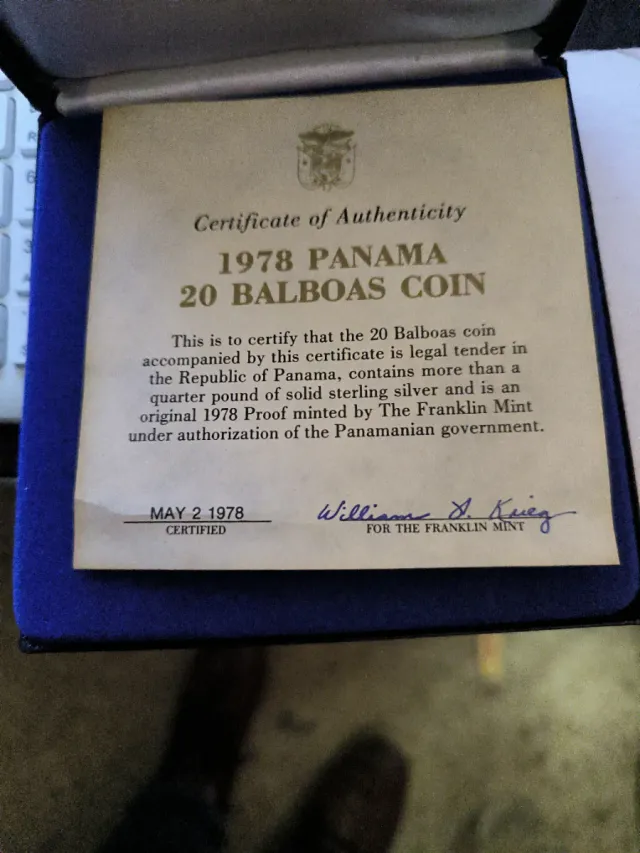 Certificate of Authenticity
1978 PANAMA
20 BALBOAS COIN
This is to certify that the 20 Balboas coin
accompanied by this certificate is legal tender in
the Republic of Panama, contains more than a
quarter pound of solid sterling silver and is an
original 1978 Proof minted by The Franklin Mint
under authorization of the Panamanian government.
MAY 2 1978
CERTIFIED
William S. Krieg
FOR THE FRANKLIN MINT